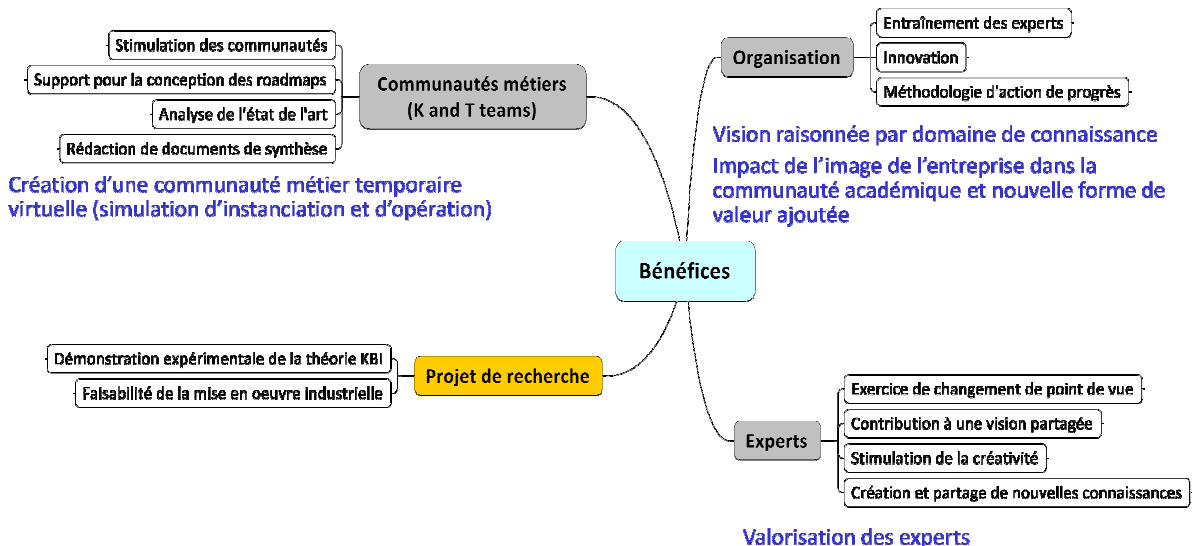 Stimulation des communautés
Support pour la conception des roadmaps
Analyse de l'état de l'art
Rédaction de documents de synthèse
Communautés métiers
(K and T teams)
Création d'une communauté métier temporaire
virtuelle (simulation d'instanciation et d'opération)
Organisation
Entraînement des experts
Innovation
Méthodologie d'action de progrès
Vision raisonnée par domaine de connaissance
Impact de l'image de l'entreprise dans la
communauté académique et nouvelle forme de
valeur ajoutée
Bénéfices
Démonstration expérimentale de la théorie KBI
Faisabilité de la mise en oeuvre industrielle
Projet de recherche
Experts
Exercice de changement de point de vue
Contribution à une vision partagée
Stimulation de la créativité
Création et partage de nouvelles connaissances
Valorisation des experts